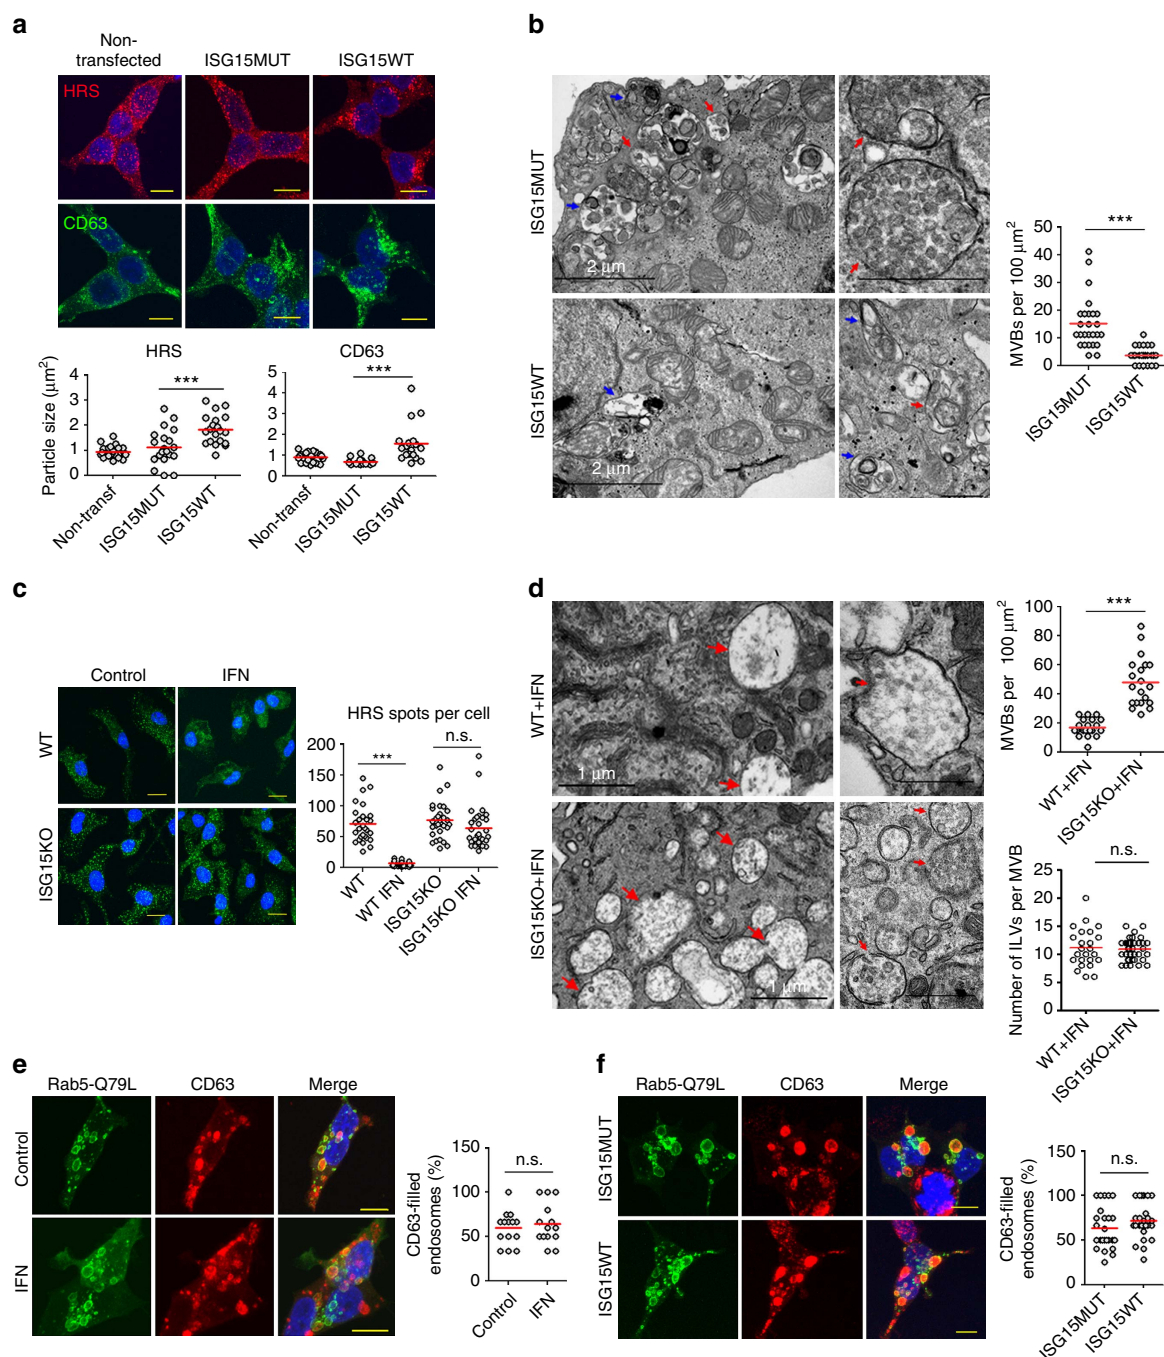 a
Non-
transfected
ISG15MUT
ISG15WT
HRS
CD63
HRS
CD63
Particle size (μm²)
4
3
2
1
0
***
5
4
3
2
1
0
***
Non-transf
ISG15MUT
ISG15WT
Non-transf
ISG15MUT
ISG15WT
b
ISG15MUT
2 μm
ISG15WT
2 μm
MVBs per 100 μm²
50
40
30
20
10
0
***
ISG15MUT
ISG15WT
c
Control
IFN
WT
ISG15KO
HRS spots per cell
200
150
100
50
0
***
n.s.
WT
WT IFN
ISG15KO
ISG15KO IFN
d
WT+IFN
1 μm
ISG15KO+IFN
1 μm
MVBs per 100 μm²
100
80
60
40
20
0
***
WT+IFN
ISG15KO+IFN
Number of ILVs per MVB
25
20
15
10
5
0
n.s.
WT+IFN
ISG15KO+IFN
e
Rab5-Q79L
CD63
Merge
Control
IFN
CD63-filled
endosomes (%)
150
100
50
0
n.s.
Control
IFN
f
Rab5-Q79L
CD63
Merge
ISG15MUT
ISG15WT
CD63-filled
endosomes (%)
150
100
50
0
n.s.
ISG15MUT
ISG15WT